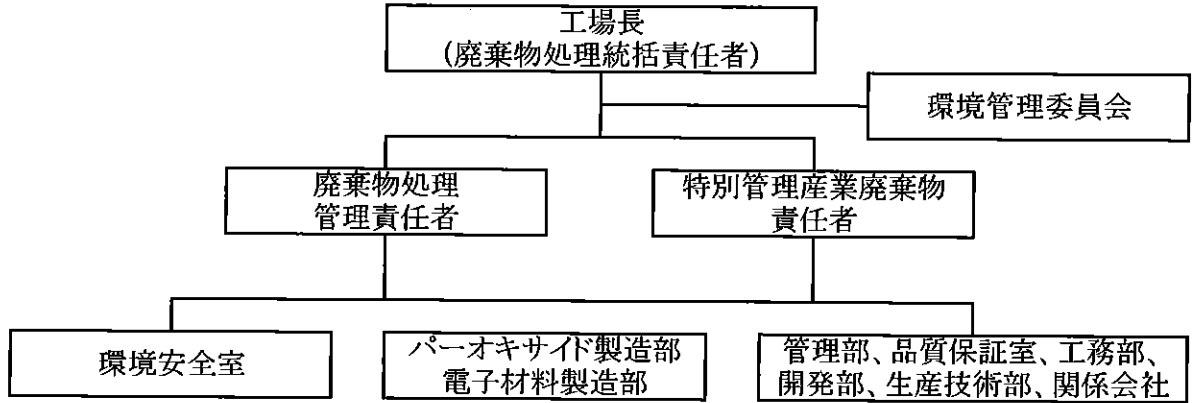 工場長
(廃棄物処理統括責任者)
環境管理委員会
廃棄物処理
管理責任者
特別管理産業廃棄物
責任者
環境安全室
パーオキサイド製造部
電子材料製造部
管理部、品質保証室、工務部、
開発部、生産技術部、関係会社